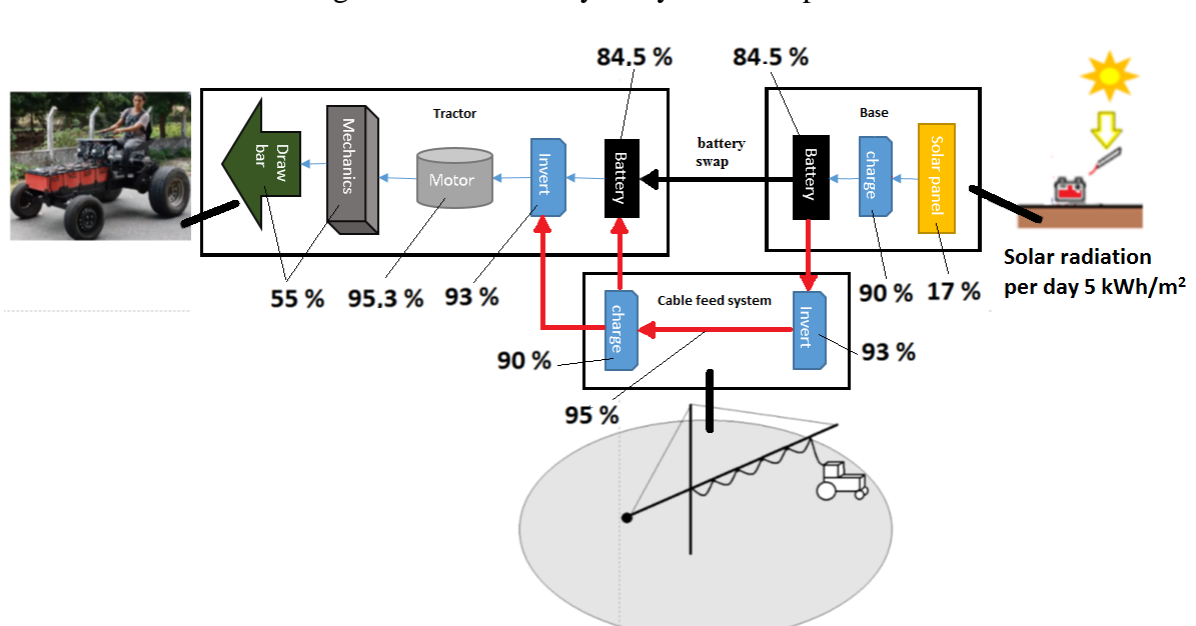 84.5 %
84.5 %
Tractor
Base
battery
swap
Draw
bar
Mechanics
Motor
Invert
Battery
Battery
charge
Solar panel
55 %
95.3 %
93 %
90 %
17 %
Solar radiation
per day 5 kWh/m²
Cable feed system
charge
Invert
90 %
93 %
95 %